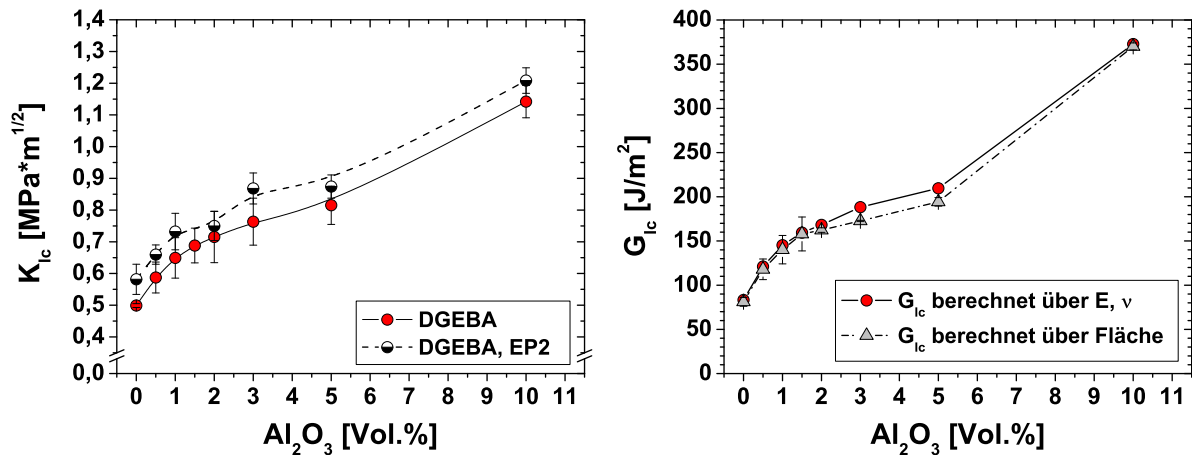 1,4
1,3
1,2
1,1
1,0
0,9
0,8
0,7
0,6
0,5
0,4
0,0
K_Ic [MPa*m^1/2]
DGEBA
DGEBA, EP2
0 1 2 3 4 5 6 7 8 9 10 11
Al₂O₃ [Vol.%]
400
350
300
250
200
150
100
50
0
G_Ic [J/m²]
G_Ic berechnet über E, ν
G_Ic berechnet über Fläche
0 1 2 3 4 5 6 7 8 9 10 11
Al₂O₃ [Vol.%]